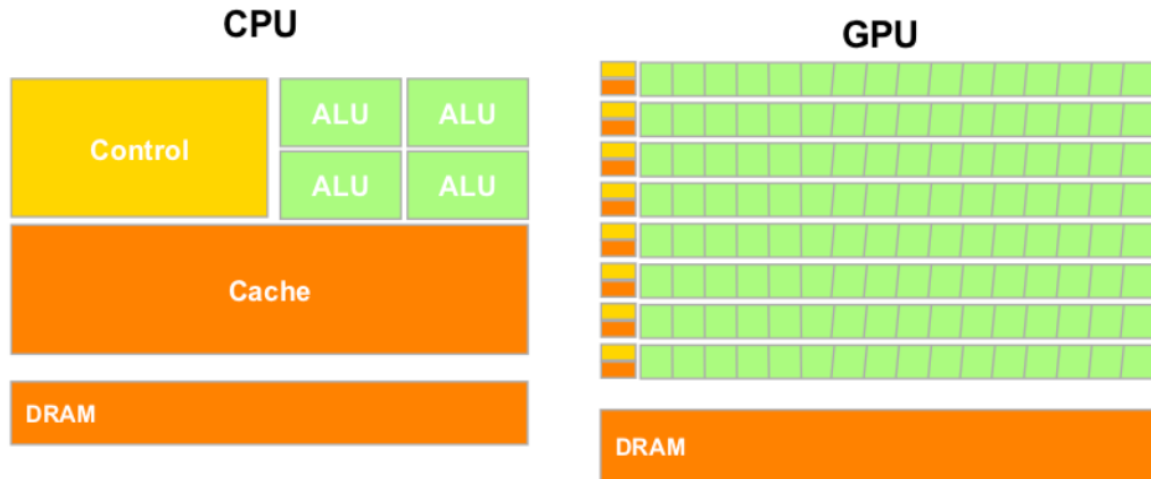 CPU
GPU
Control
ALU ALU
ALU ALU
Cache
DRAM
DRAM